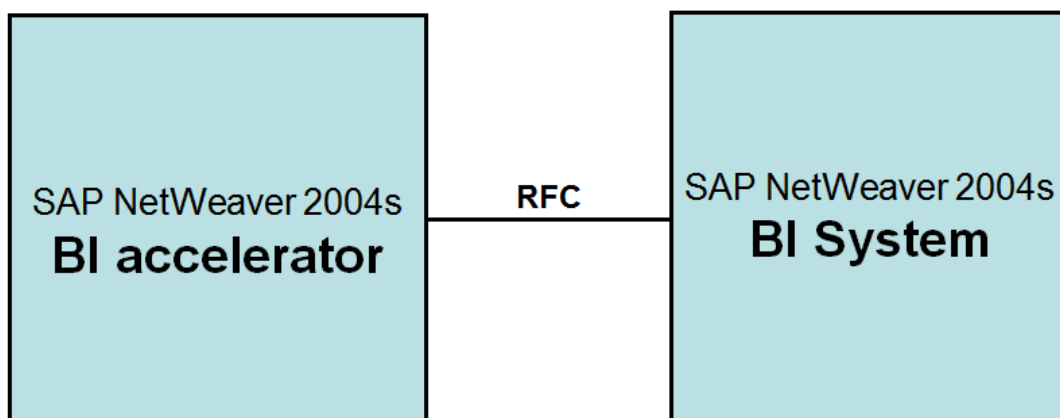 SAP NetWeaver 2004s
BI accelerator
RFC
SAP NetWeaver 2004s
BI System